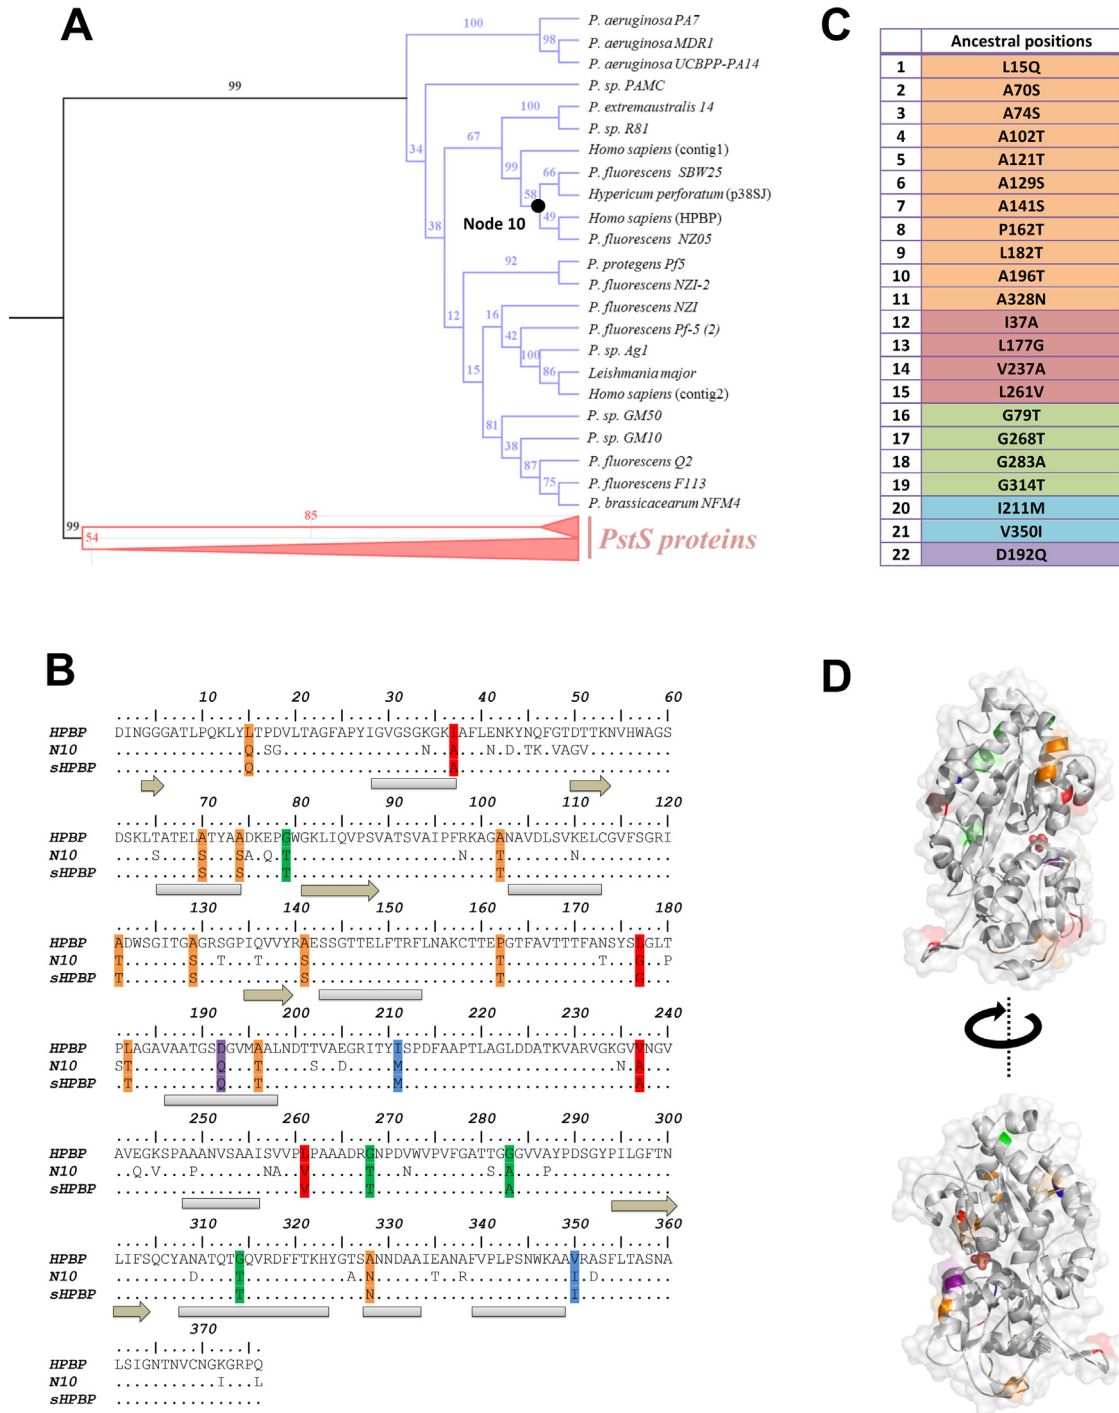 A
99
100
98
34
38
67
100
99
58
66
49
Node 10
12
92
15
16
42
100
86
81
38
87
75
99
85
54
P. aeruginosa PA7
P. aeruginosa MDR1
P. aeruginosa UCBPP-PA14
P. sp. PAMC
P. extremaustralis 14
P. sp. R81
Homo sapiens (contig1)
P. fluorescens SBW25
Hypericum perforatum (p38SJ)
Homo sapiens (HPBP)
P. fluorescens NZ05
P. protegens Pf5
P. fluorescens NZI-2
P. fluorescens NZI
P. fluorescens Pf-5 (2)
P. sp. Ag1
Leishmania major
Homo sapiens (contig2)
P. sp. GM50
P. sp. GM10
P. fluorescens Q2
P. fluorescens F113
P. brassicacearum NFM4
PstS proteins
C
Ancestral positions
1 L15Q
2 A70S
3 A74S
4 A102T
5 A121T
6 A129S
7 A141S
8 P162T
9 L182T
10 A196T
11 A328N
12 I37A
13 L177G
14 V237A
15 L261V
16 G79T
17 G268T
18 G283A
19 G314T
20 I211M
21 V350I
22 D192Q
B
10 20 30 40 50 60
HPBP DINGGGATLPQKLYLTPDVLTAGFAPYIGVGSGKGKIAFLENKYNQFGTDTTKNVHWAGS
N10 ..............Q.SG...............N..A...N.D.TK.VAGV.........
sHPBP ..............Q.....................A.......................
70 80 90 100 110 120
HPBP DSKLTATELATYAADKEPGWGKLIQVPSVATSVAIPFRKAGANAVDLSVKELCGVFSGRI
N10 ....S....S...SA.Q.T..................N...T.......N..........
sHPBP .........S...S....T......................T..................
130 140 150 160 170 180
HPBP ADWSGITGAGRSGPIQVVYRAESSGTTELFTRFLNAKCTTEPGTFAVTTTFANSYSLGLT
N10 T.......S..T...T....S....................T..........T...G..P
sHPBP T.......S...........S....................T..............G...
190 200 210 220 230 240
HPBP PLAGAVAATGSDGVMAALNDTTVAEGRITYISPDFAAPTLAGLDDATKVARVGKGVVNGV
N10 ST.........Q...T.....C..D.....M.......................N.A...
sHPBP .T.........Q...T..............M.........................A...
250 260 270 280 290 300
HPBP AVEGKSPAAANVSAAISVVPLPAAADRGNPDVWVPVFGATTGGGVVAYPDSGYPILGFTN
N10 ..Q.V...P.......NA..V......T...N........S.A...P.............
sHPBP ....................V......T..............A.................
310 320 330 340 350 360
HPBP LIFSQCYANATQTGQVRDFFTKHYGTSANNDAAIEANAFVPLPSNWKAAVRASFLTASNA
N10 ........D....T...........A.N......T..R...........I.D........
sHPBP .............T.............N.....................I..........
370
HPBP LSIGNTNVCNGKGRPQ
N10 ...........I...L
sHPBP ................
D